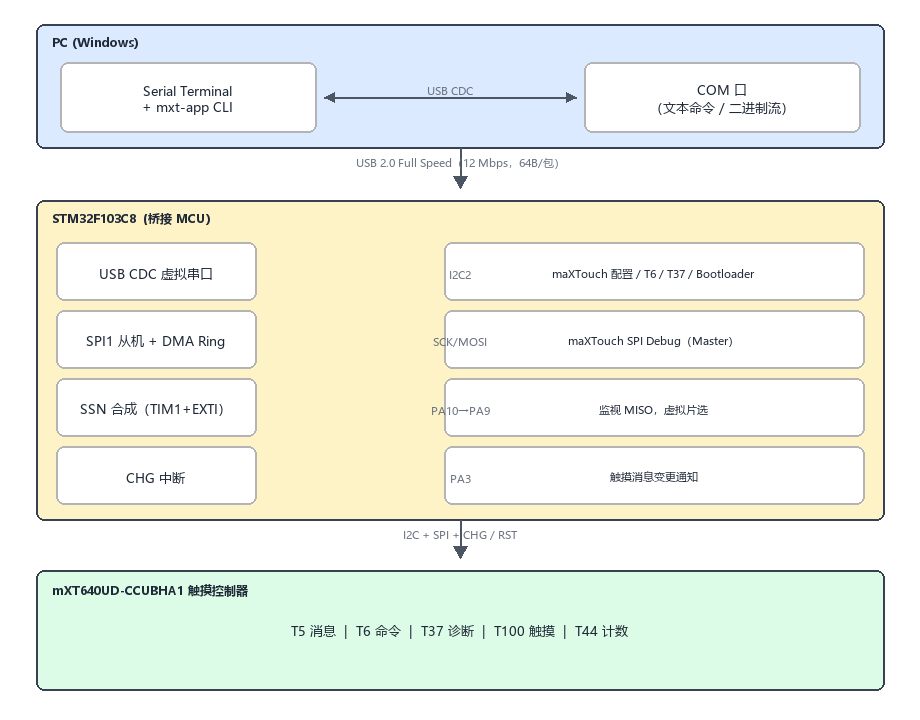 PC (Windows)
Serial Terminal
+ mxt-app CLI
USB CDC
COM 口
(文本命令 / 二进制流)
USB 2.0 Full Speed (12 Mbps, 64B/包)
STM32F103C8 (桥接 MCU)
USB CDC 虚拟串口
I2C2
maXTouch 配置 / T6 / T37 / Bootloader
SPI1 从机 + DMA Ring
SCK/MOSI
maXTouch SPI Debug (Master)
SSN 合成 (TIM1+EXTI)
PA10→PA9
监视 MISO, 虚拟片选
CHG 中断
PA3
触摸消息变更通知
I2C + SPI + CHG / RST
mXT640UD-CCUBHA1 触摸控制器
T5 消息 | T6 命令 | T37 诊断 | T100 触摸 | T44 计数